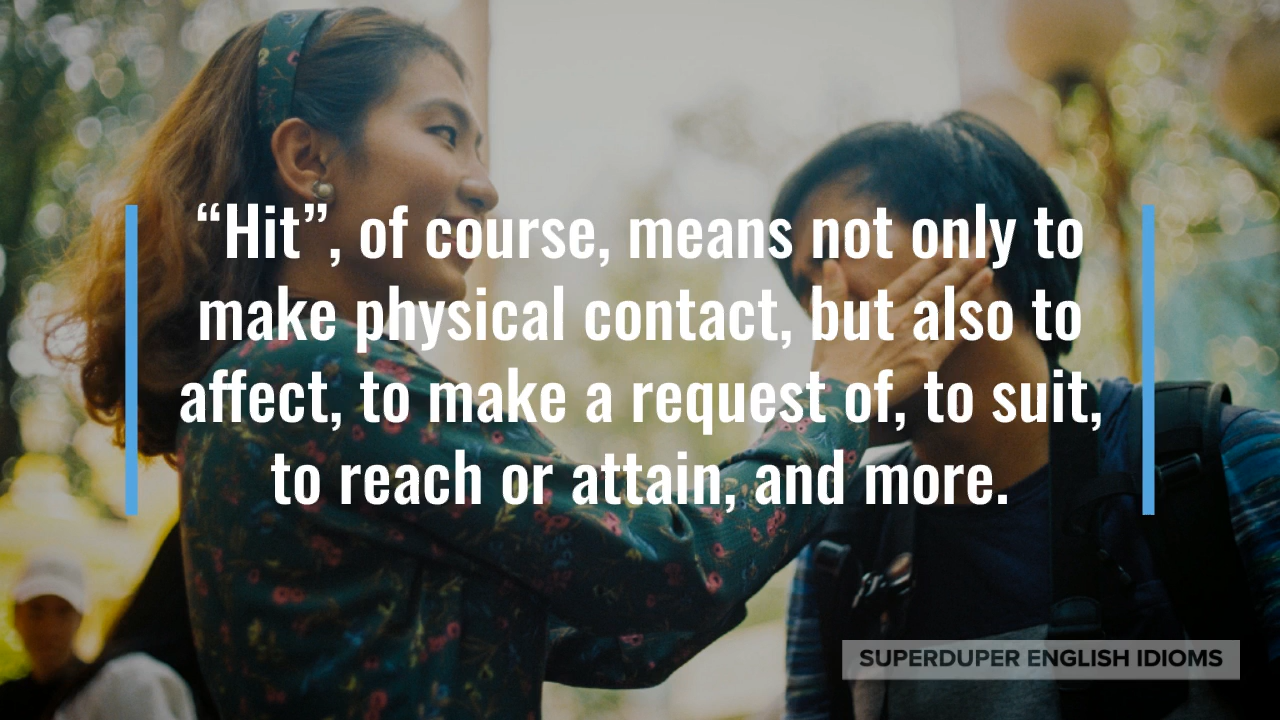 “Hit”, of course, means not only to
make physical contact, but also to
affect, to make a request of, to suit,
to reach or attain, and more.
SUPERDUPER ENGLISH IDIOMS